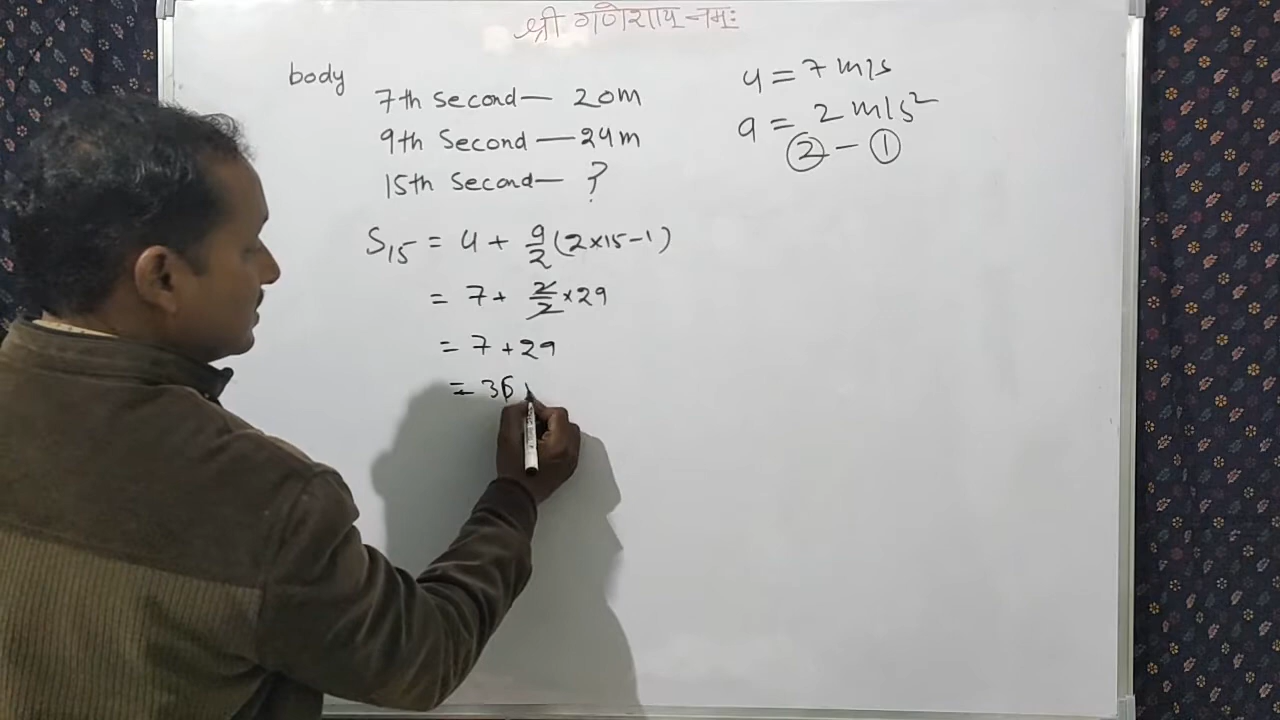 श्री गणेशाय नमः
body
7th second — 20m
9th second — 24m
15th second — ?
S₁₅ = u + a/2 (2×15-1)
= 7 + 2/2 × 29
= 7 + 29
= 36
u = 7 m/s
a = 2 m/s²
② - ①